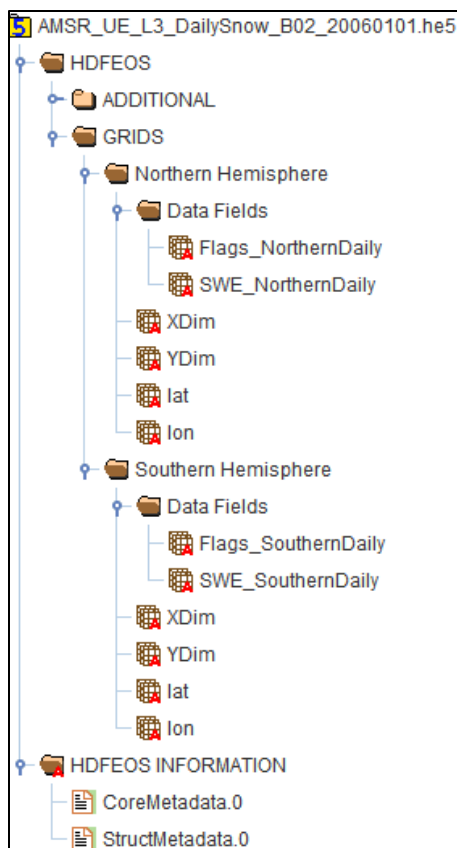 AMSR_UE_L3_DailySnow_B02_20060101.he5
HDFEOS
ADDITIONAL
GRIDS
Northern Hemisphere
Data Fields
Flags_NorthernDaily
SWE_NorthernDaily
XDim
YDim
lat
lon
Southern Hemisphere
Data Fields
Flags_SouthernDaily
SWE_SouthernDaily
XDim
YDim
lat
lon
HDFEOS INFORMATION
CoreMetadata.0
StructMetadata.0